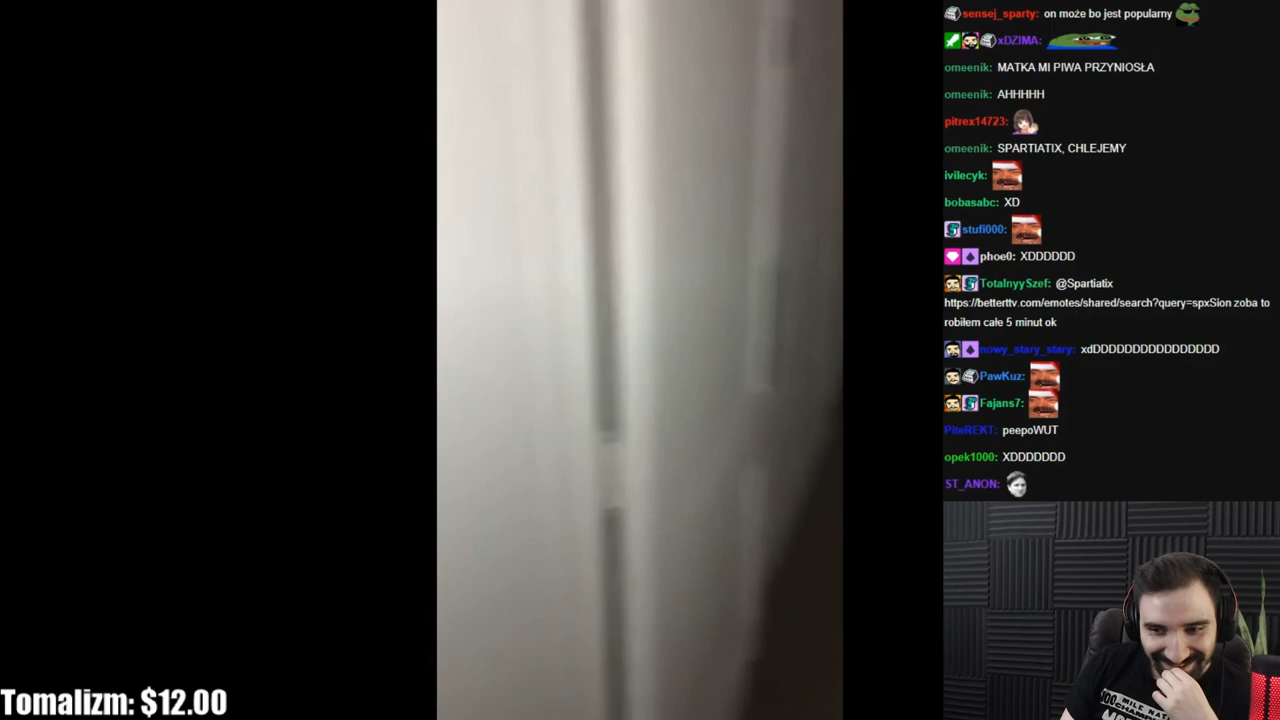 sensej_sparty: on może bo jest popularny
xDZIMA:
omeenik: MATKA MI PIWA PRZYNIOSŁA
omeenik: AHHHHH
pitrex14723:
omeenik: SPARTIATIX, CHLEJEMY
ivilecyk:
bobasabc: XD
stufi000:
phoe0: XDDDDDD
TotalnyySzef: @Spartiatix
https://betterttv.com/emotes/shared/search?query=spxSion zoba to
robiłem całe 5 minut ok
nowy_stary_stary: xdDDDDDDDDDDDDDDDD
PawKuz:
Fajans7:
PiteREKT: peepoWUT
opek1000: XDDDDDDD
ST_ANON:
Tomalizm: $12.00